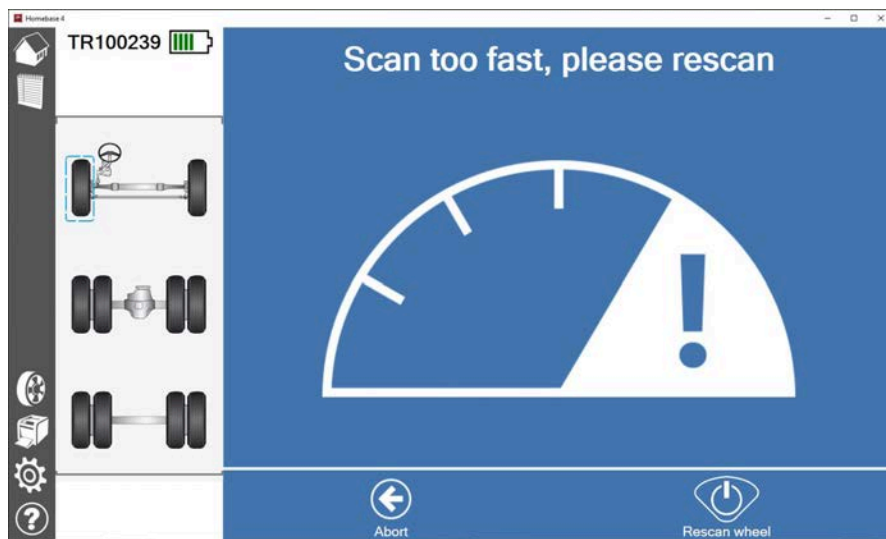 Homebase 4
TR100239
Scan too fast, please rescan
!
Abort
Rescan wheel
?